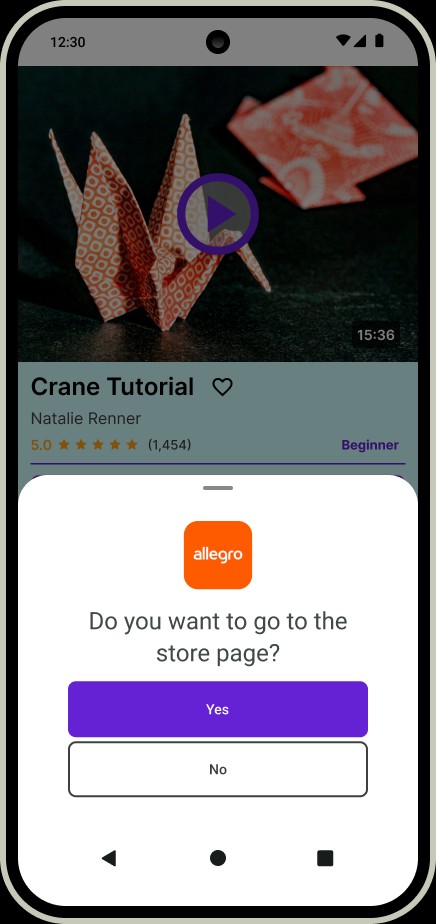 12:30
15:36
Crane Tutorial
Natalie Renner
5.0 (1,454) Beginner
allegro
Do you want to go to the
store page?
Yes
No